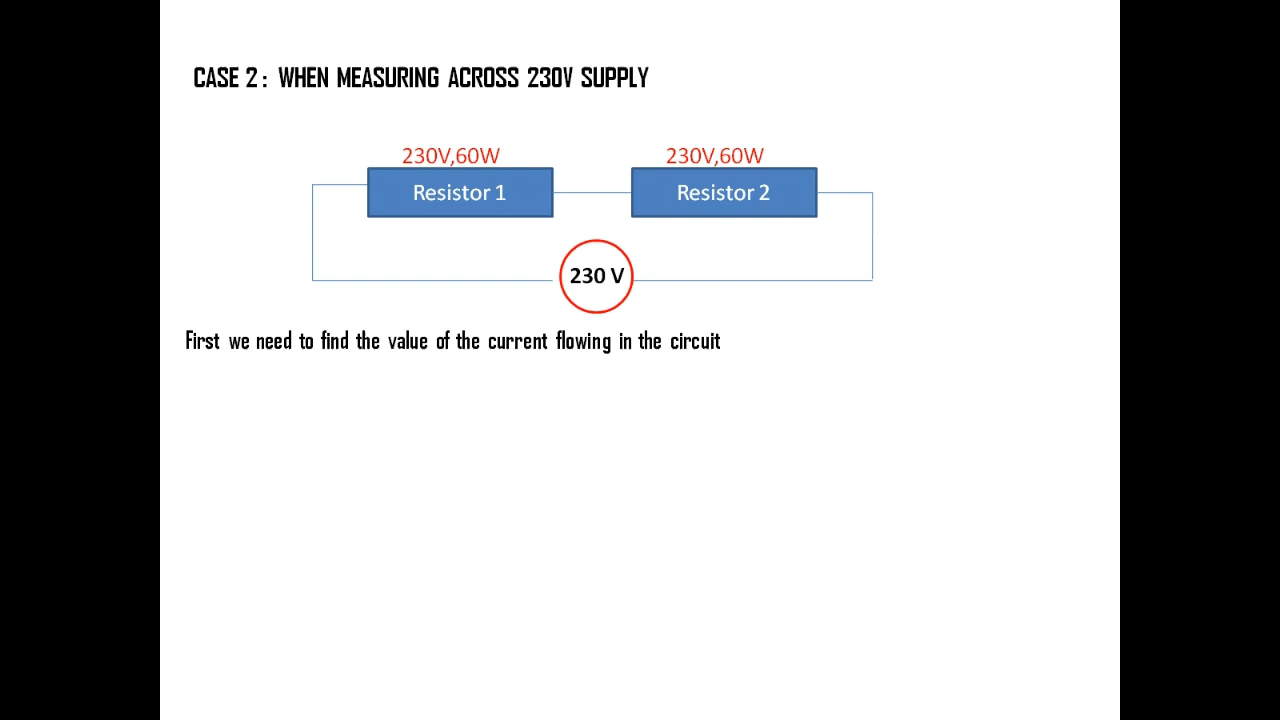 CASE 2 : WHEN MEASURING ACROSS 230V SUPPLY
230V,60W 230V,60W
Resistor 1 Resistor 2
230 V
First we need to find the value of the current flowing in the circuit